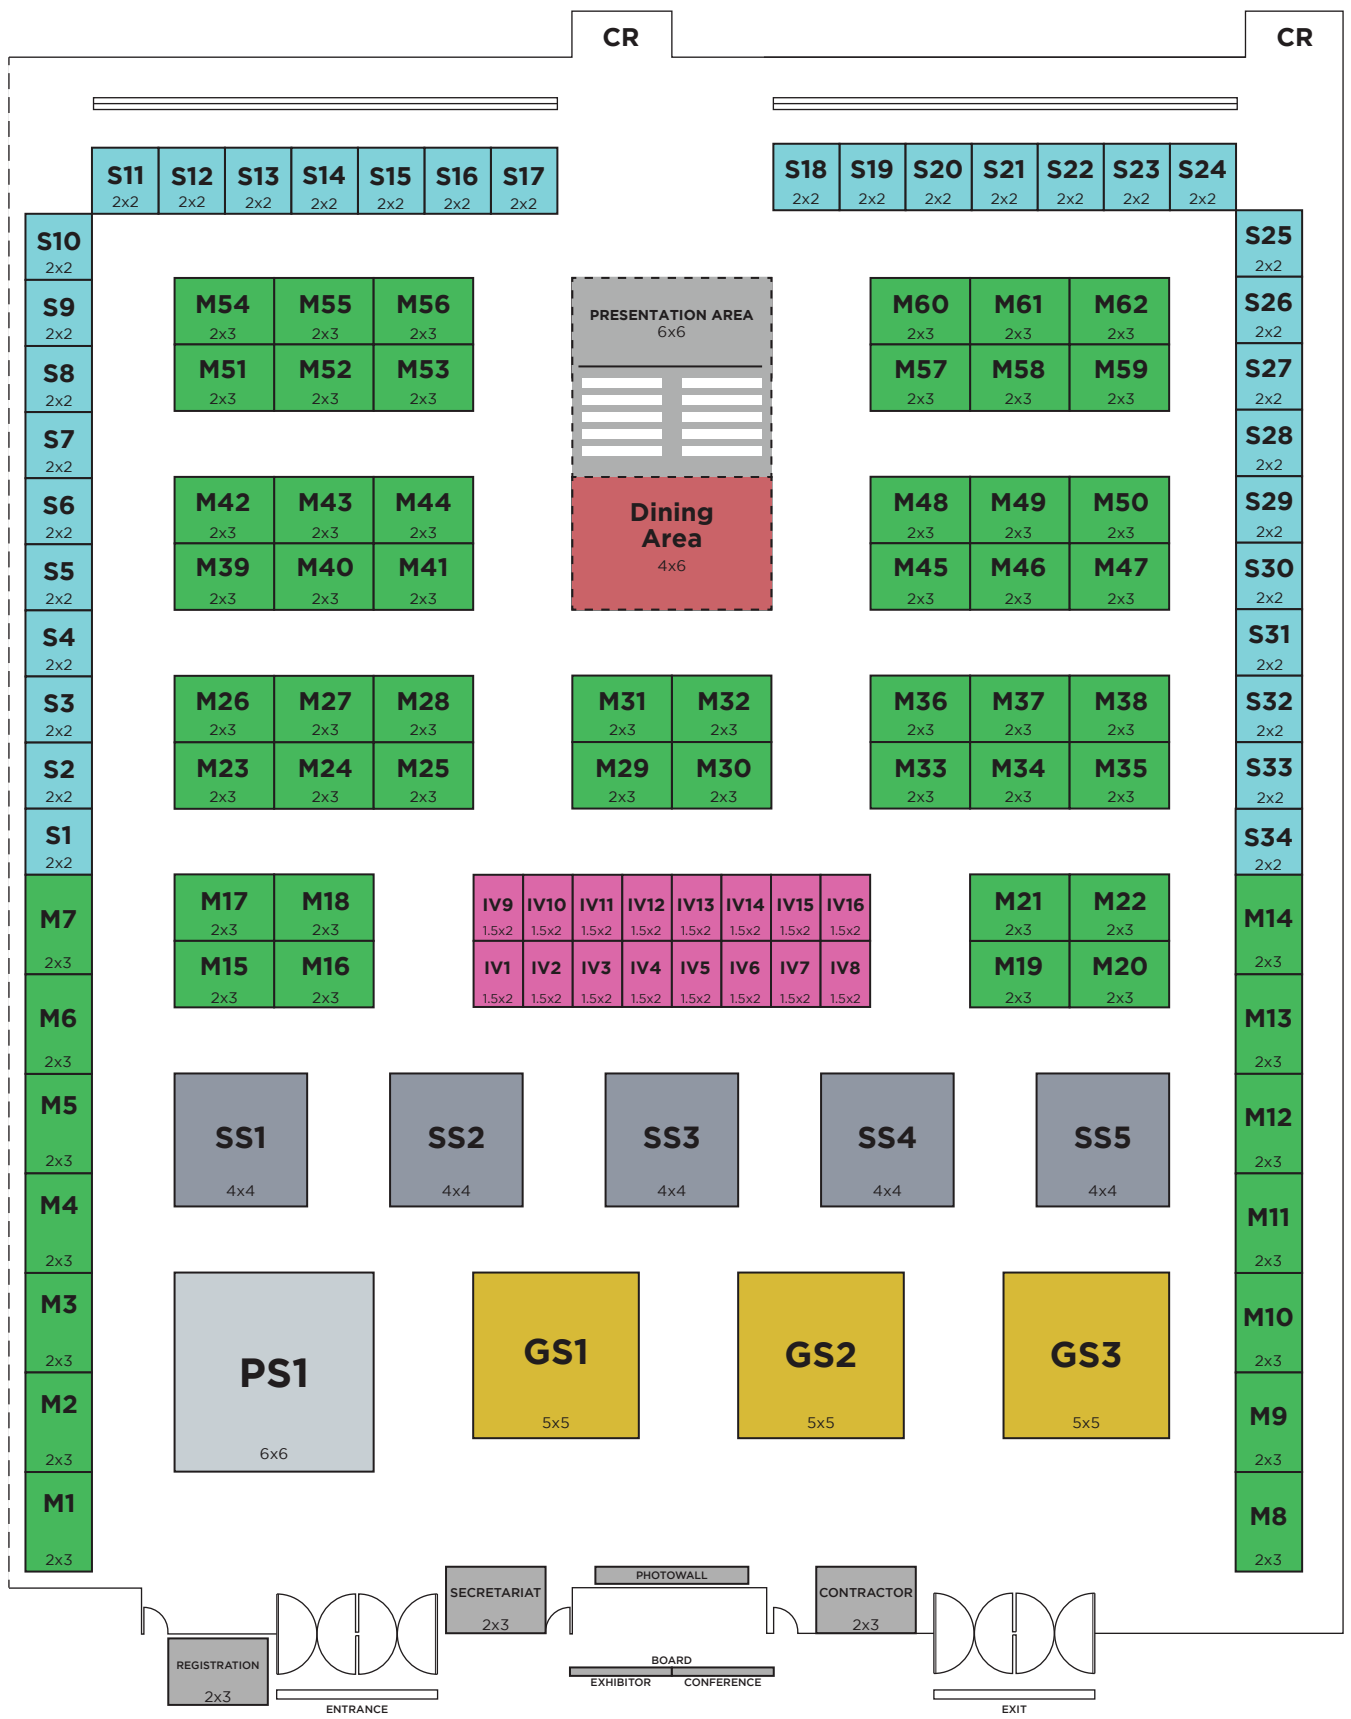 CR CR
S11 S12 S13 S14 S15 S16 S17 S18 S19 S20 S21 S22 S23 S24
2x2 2x2 2x2 2x2 2x2 2x2 2x2 2x2 2x2 2x2 2x2 2x2 2x2 2x2
S10 S25
2x2 2x2
S9 M54 M55 M56 PRESENTATION AREA M60 M61 M62 S26
2x2 2x3 2x3 2x3 6x6 2x3 2x3 2x3 2x2
S8 M51 M52 M53 M57 M58 M59 S27
2x2 2x3 2x3 2x3 2x3 2x3 2x3 2x2
S7 S28
2x2 2x2
S6 M42 M43 M44 Dining M48 M49 M50 S29
2x2 2x3 2x3 2x3 Area 2x3 2x3 2x3 2x2
S5 M39 M40 M41 4x6 M45 M46 M47 S30
2x2 2x3 2x3 2x3 2x3 2x3 2x3 2x2
S4 S31
2x2 2x2
S3 M26 M27 M28 M31 M32 M36 M37 M38 S32
2x2 2x3 2x3 2x3 2x3 2x3 2x3 2x3 2x3 2x2
S2 M23 M24 M25 M29 M30 M33 M34 M35 S33
2x2 2x3 2x3 2x3 2x3 2x3 2x3 2x3 2x3 2x2
S1 S34
2x2 2x2
M7 M17 M18 IV9 IV10 IV11 IV12 IV13 IV14 IV15 IV16 M21 M22 M14
2x3 2x3 1.5x2 1.5x2 1.5x2 1.5x2 1.5x2 1.5x2 1.5x2 1.5x2 2x3 2x3
2x3 M15 M16 IV1 IV2 IV3 IV4 IV5 IV6 IV7 IV8 M19 M20 2x3
2x3 2x3 1.5x2 1.5x2 1.5x2 1.5x2 1.5x2 1.5x2 1.5x2 1.5x2 2x3 2x3
M6 M13
2x3 2x3
M5 SS1 SS2 SS3 SS4 SS5 M12
2x3 2x3
M4 4x4 4x4 4x4 4x4 4x4 M11
2x3 2x3
M3 M10
2x3 PS1 GS1 GS2 GS3 2x3
M2 5x5 5x5 5x5 M9
2x3 6x6 2x3
M1 M8
2x3 2x3
SECRETARIAT PHOTOWALL CONTRACTOR
2x3 2x3
REGISTRATION BOARD
2x3 EXHIBITOR CONFERENCE
ENTRANCE EXIT